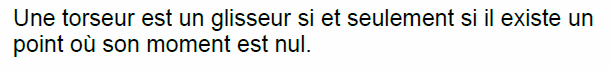 Une torseur est un glisseur si et seulement si il existe un
point où son moment est nul.